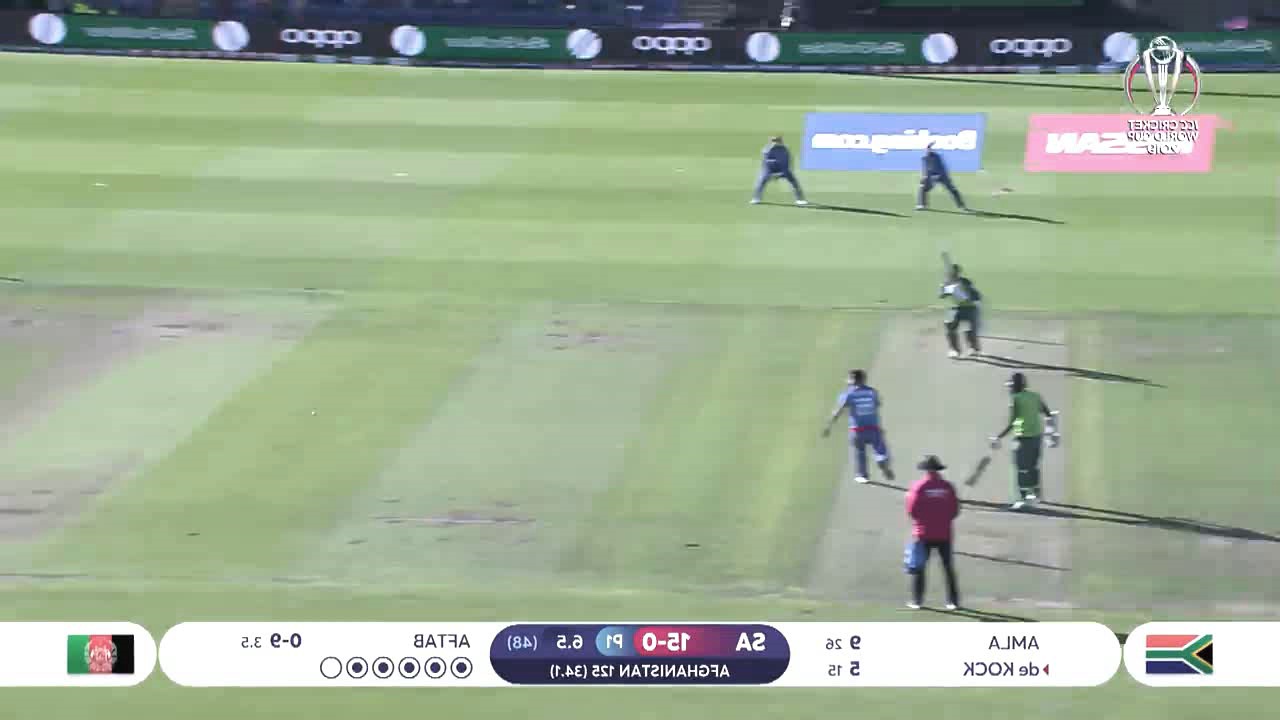 oppo
oppo
oppo
ICC CRICKET
WORLD CUP
2019
Booking.com
NISSAN
AMLA 9 26
de KOCK 5 15
SA 15-0 P1 6.5 (48)
AFGHANISTAN 125 (34.1)
AFTAB 0-9 3.5